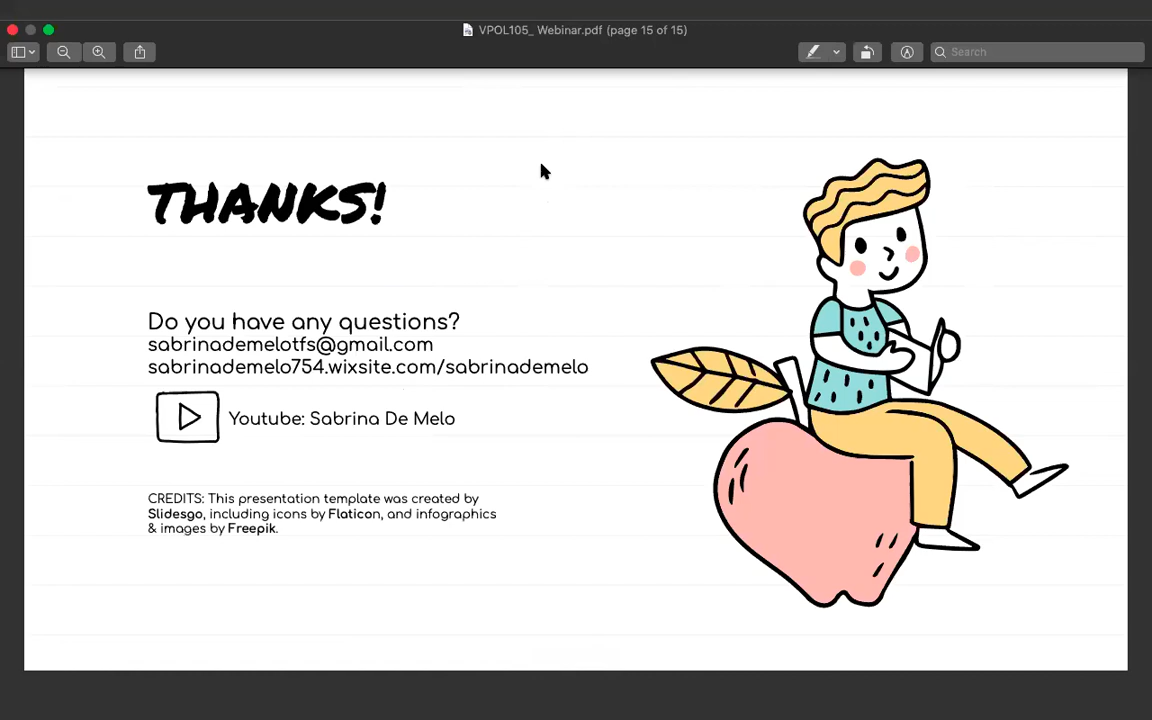 VPOL105_ Webinar.pdf (page 15 of 15)
Search
THANKS!
Do you have any questions?
sabrinademelotfs@gmail.com
sabrinademelo754.wixsite.com/sabrinademelo
Youtube: Sabrina De Melo
CREDITS: This presentation template was created by
Slidesgo, including icons by Flaticon, and infographics
& images by Freepik.